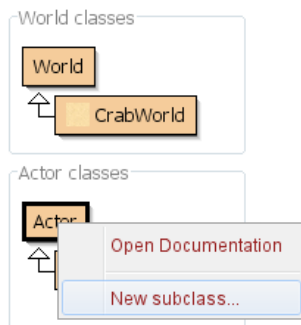 World classes
World
CrabWorld
Actor classes
Actor
Open Documentation
New subclass...